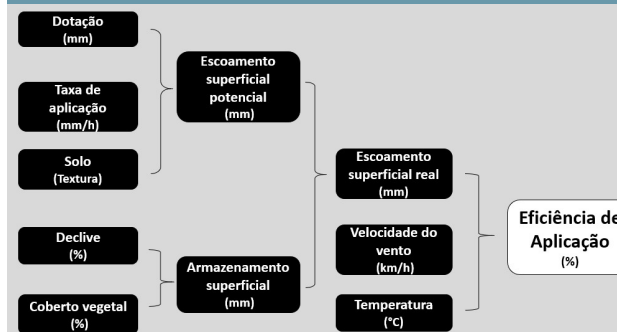 Dotação
(mm)
Taxa de
aplicação
(mm/h)
Solo
(Textura)
Declive
(%)
Coberto vegetal
(%)
Escoamento
superficial
potencial
(mm)
Armazenamento
superficial
(mm)
Escoamento
superficial real
(mm)
Velocidade do
vento
(km/h)
Temperatura
(°C)
Eficiência de
Aplicação
(%)